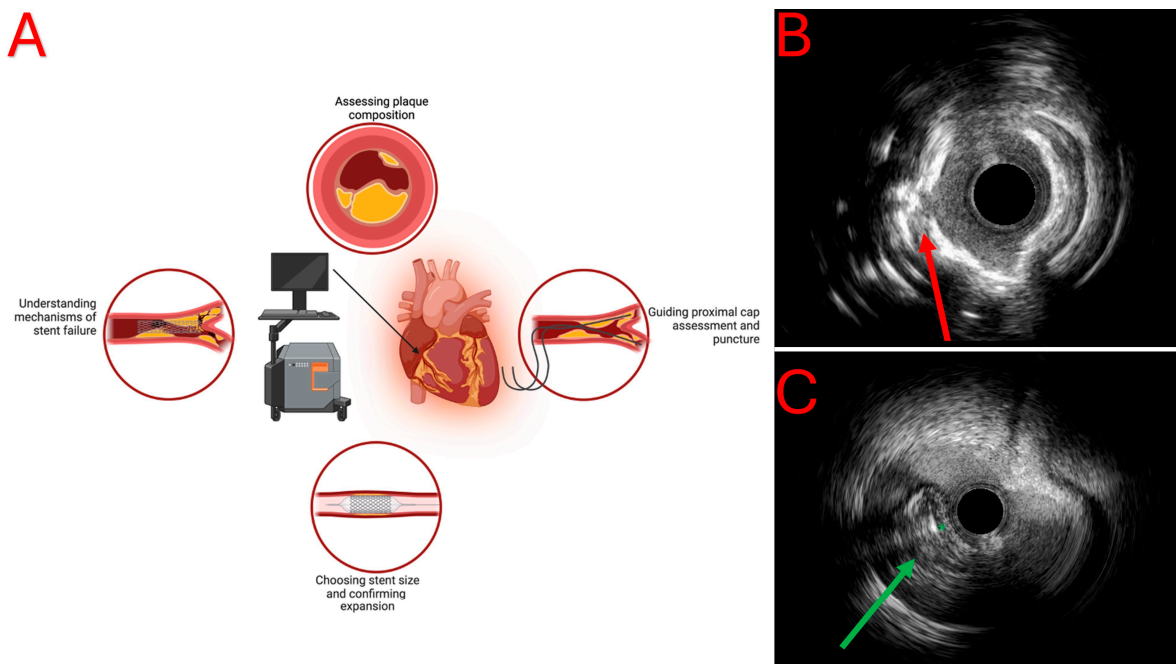 A
B
Assessing plaque
composition
Understanding
mechanisms of
stent failure
Guiding proximal cap
assessment and
puncture
C
Choosing stent size
and confirming
expansion